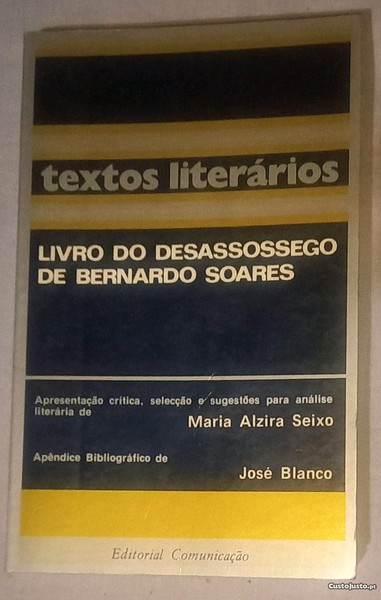 textos literários
LIVRO DO DESASSOSSEGO
DE BERNARDO SOARES
Apresentação crítica, selecção e sugestões para análise
literária de
Maria Alzira Seixo
Apêndice Bibliográfico de
José Blanco
Editorial Comunicação
CustoJusto.pt